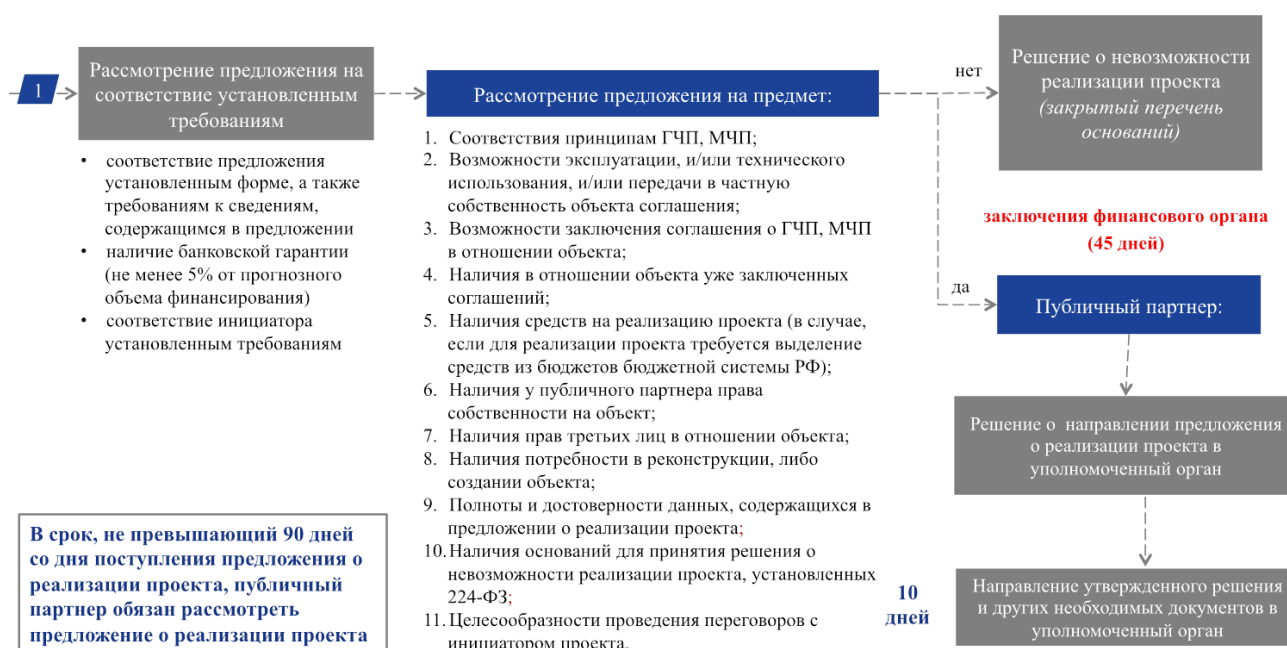 1
Рассмотрение предложения на
соответствие установленным
требованиям
• соответствие предложения
установленной форме, а также
требованиям к сведениям,
содержащимся в предложении
• наличие банковской гарантии
(не менее 5% от прогнозного
объема финансирования)
• соответствие инициатора
установленным требованиям
В срок, не превышающий 90 дней
со дня поступления предложения о
реализации проекта, публичный
партнер обязан рассмотреть
предложение о реализации проекта
Рассмотрение предложения на предмет:
1. Соответствия принципам ГЧП, МЧП;
2. Возможности эксплуатации, и/или технического
использования, и/или передачи в частную
собственность объекта соглашения;
3. Возможности заключения соглашения о ГЧП, МЧП
в отношении объекта;
4. Наличия в отношении объекта уже заключенных
соглашений;
5. Наличия средств на реализацию проекта (в случае,
если для реализации проекта требуется выделение
средств из бюджетов бюджетной системы РФ);
6. Наличия у публичного партнера права
собственности на объект;
7. Наличия прав третьих лиц в отношении объекта;
8. Наличия потребности в реконструкции, либо
создании объекта;
9. Полноты и достоверности данных, содержащихся в
предложении о реализации проекта;
10. Наличия оснований для принятия решения о
невозможности реализации проекта, установленных
224-ФЗ;
11. Целесообразности проведения переговоров с
инициатором проекта.
нет
Решение о невозможности
реализации проекта
(закрытый перечень
оснований)
заключения финансового органа
(45 дней)
да
Публичный партнер:
Решение о направлении предложения
о реализации проекта в
уполномоченный орган
10
дней
Направление утвержденного решения
и других необходимых документов в
уполномоченный орган